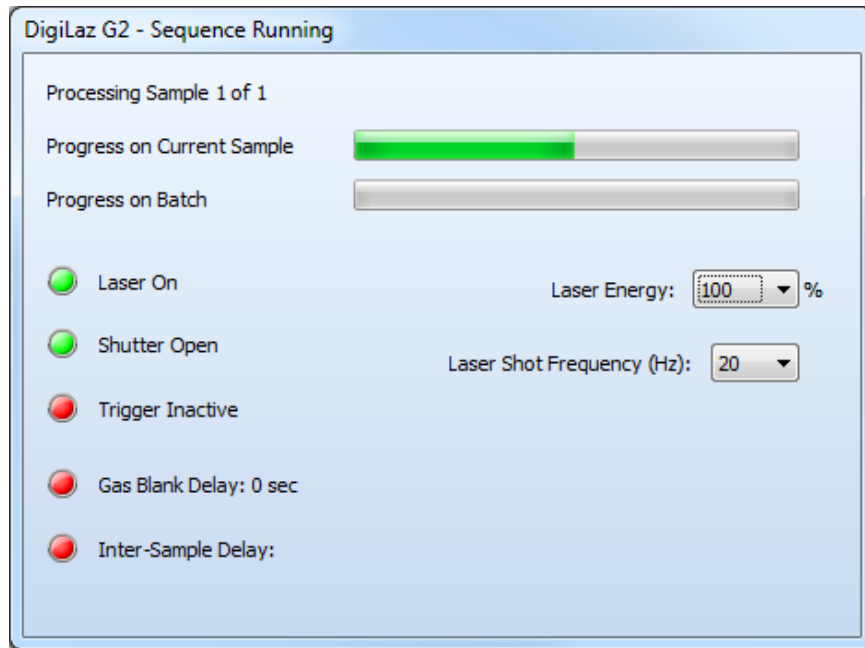 DigiLaz G2 - Sequence Running
Processing Sample 1 of 1
Progress on Current Sample
Progress on Batch
Laser On
Laser Energy: 100 %
Shutter Open
Laser Shot Frequency (Hz): 20
Trigger Inactive
Gas Blank Delay: 0 sec
Inter-Sample Delay: